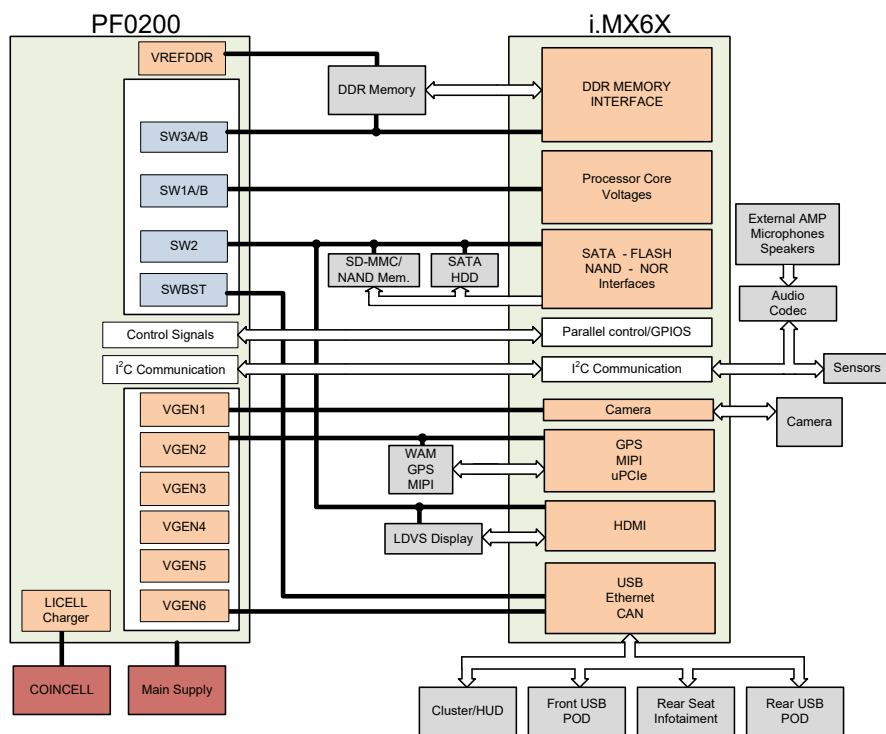 PF0200
i.MX6X
VREFDDR
DDR Memory
DDR MEMORY
INTERFACE
SW3A/B
SW1A/B
Processor Core
Voltages
SW2
SD-MMC/
NAND Mem.
SATA
HDD
SATA - FLASH
NAND - NOR
Interfaces
External AMP
Microphones
Speakers
SWBST
Audio
Codec
Control Signals
Parallel control/GPIOS
I²C Communication
I²C Communication
Sensors
VGEN1
Camera
Camera
VGEN2
WAM
GPS
MIPI
GPS
MIPI
uPCIe
VGEN3
VGEN4
LDVS Display
HDMI
VGEN5
VGEN6
USB
Ethernet
CAN
LICELL
Charger
COINCELL
Main Supply
Cluster/HUD
Front USB
POD
Rear Seat
Infotaiment
Rear USB
POD